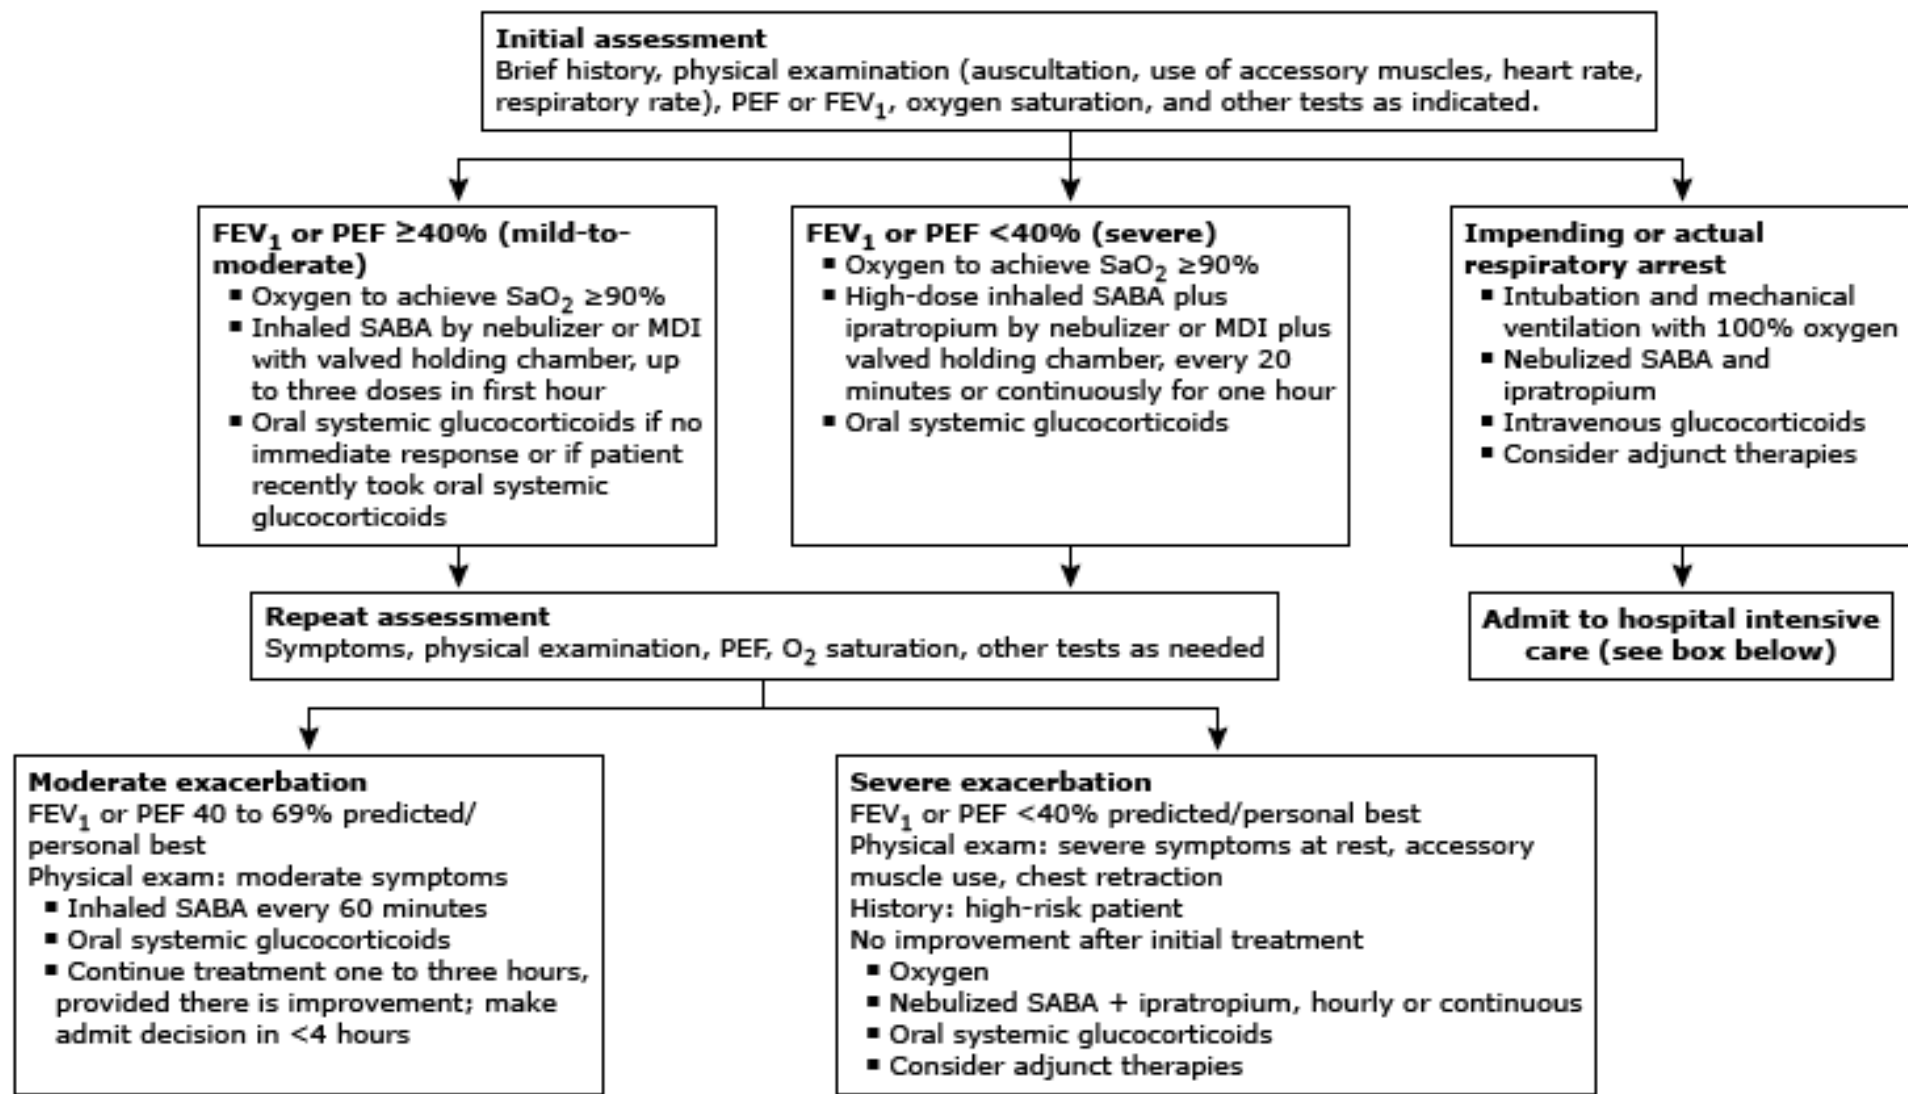 Initial assessment
Brief history, physical examination (auscultation, use of accessory muscles, heart rate,
respiratory rate), PEF or FEV1, oxygen saturation, and other tests as indicated.
FEV1 or PEF ≥40% (mild-to-
moderate)
▪ Oxygen to achieve SaO2 ≥90%
▪ Inhaled SABA by nebulizer or MDI
with valved holding chamber, up
to three doses in first hour
▪ Oral systemic glucocorticoids if no
immediate response or if patient
recently took oral systemic
glucocorticoids
FEV1 or PEF <40% (severe)
▪ Oxygen to achieve SaO2 ≥90%
▪ High-dose inhaled SABA plus
ipratropium by nebulizer or MDI plus
valved holding chamber, every 20
minutes or continuously for one hour
▪ Oral systemic glucocorticoids
Impending or actual
respiratory arrest
▪ Intubation and mechanical
ventilation with 100% oxygen
▪ Nebulized SABA and
ipratropium
▪ Intravenous glucocorticoids
▪ Consider adjunct therapies
Repeat assessment
Symptoms, physical examination, PEF, O2 saturation, other tests as needed
Admit to hospital intensive
care (see box below)
Moderate exacerbation
FEV1 or PEF 40 to 69% predicted/
personal best
Physical exam: moderate symptoms
▪ Inhaled SABA every 60 minutes
▪ Oral systemic glucocorticoids
▪ Continue treatment one to three hours,
provided there is improvement; make
admit decision in <4 hours
Severe exacerbation
FEV1 or PEF <40% predicted/personal best
Physical exam: severe symptoms at rest, accessory
muscle use, chest retraction
History: high-risk patient
No improvement after initial treatment
▪ Oxygen
▪ Nebulized SABA + ipratropium, hourly or continuous
▪ Oral systemic glucocorticoids
▪ Consider adjunct therapies